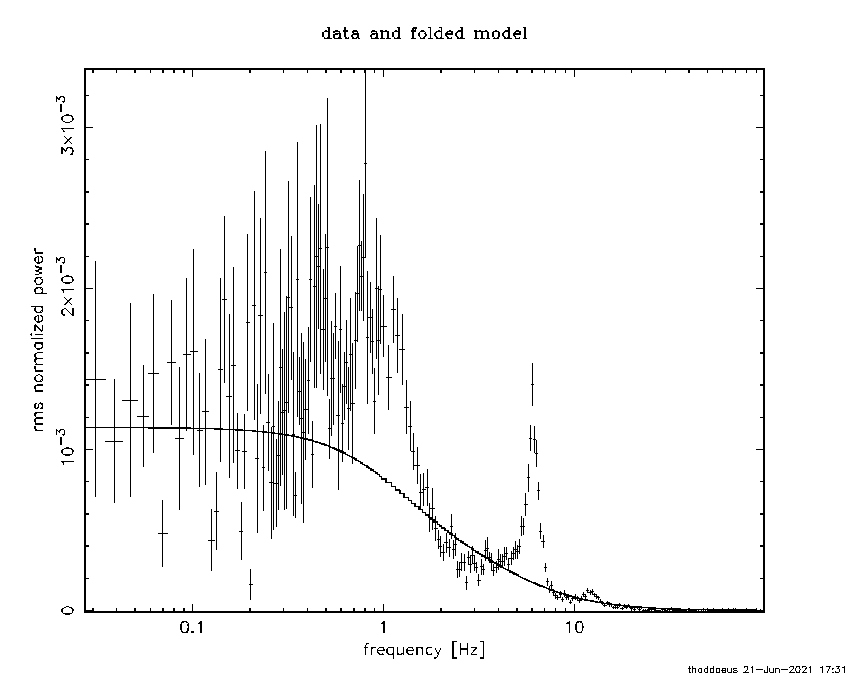 data and folded model
rms normalized power
3×10⁻³
2×10⁻³
10⁻³
0
0.1
1
10
frequency [Hz]
thaddaeus 21-Jun-2021 17:31